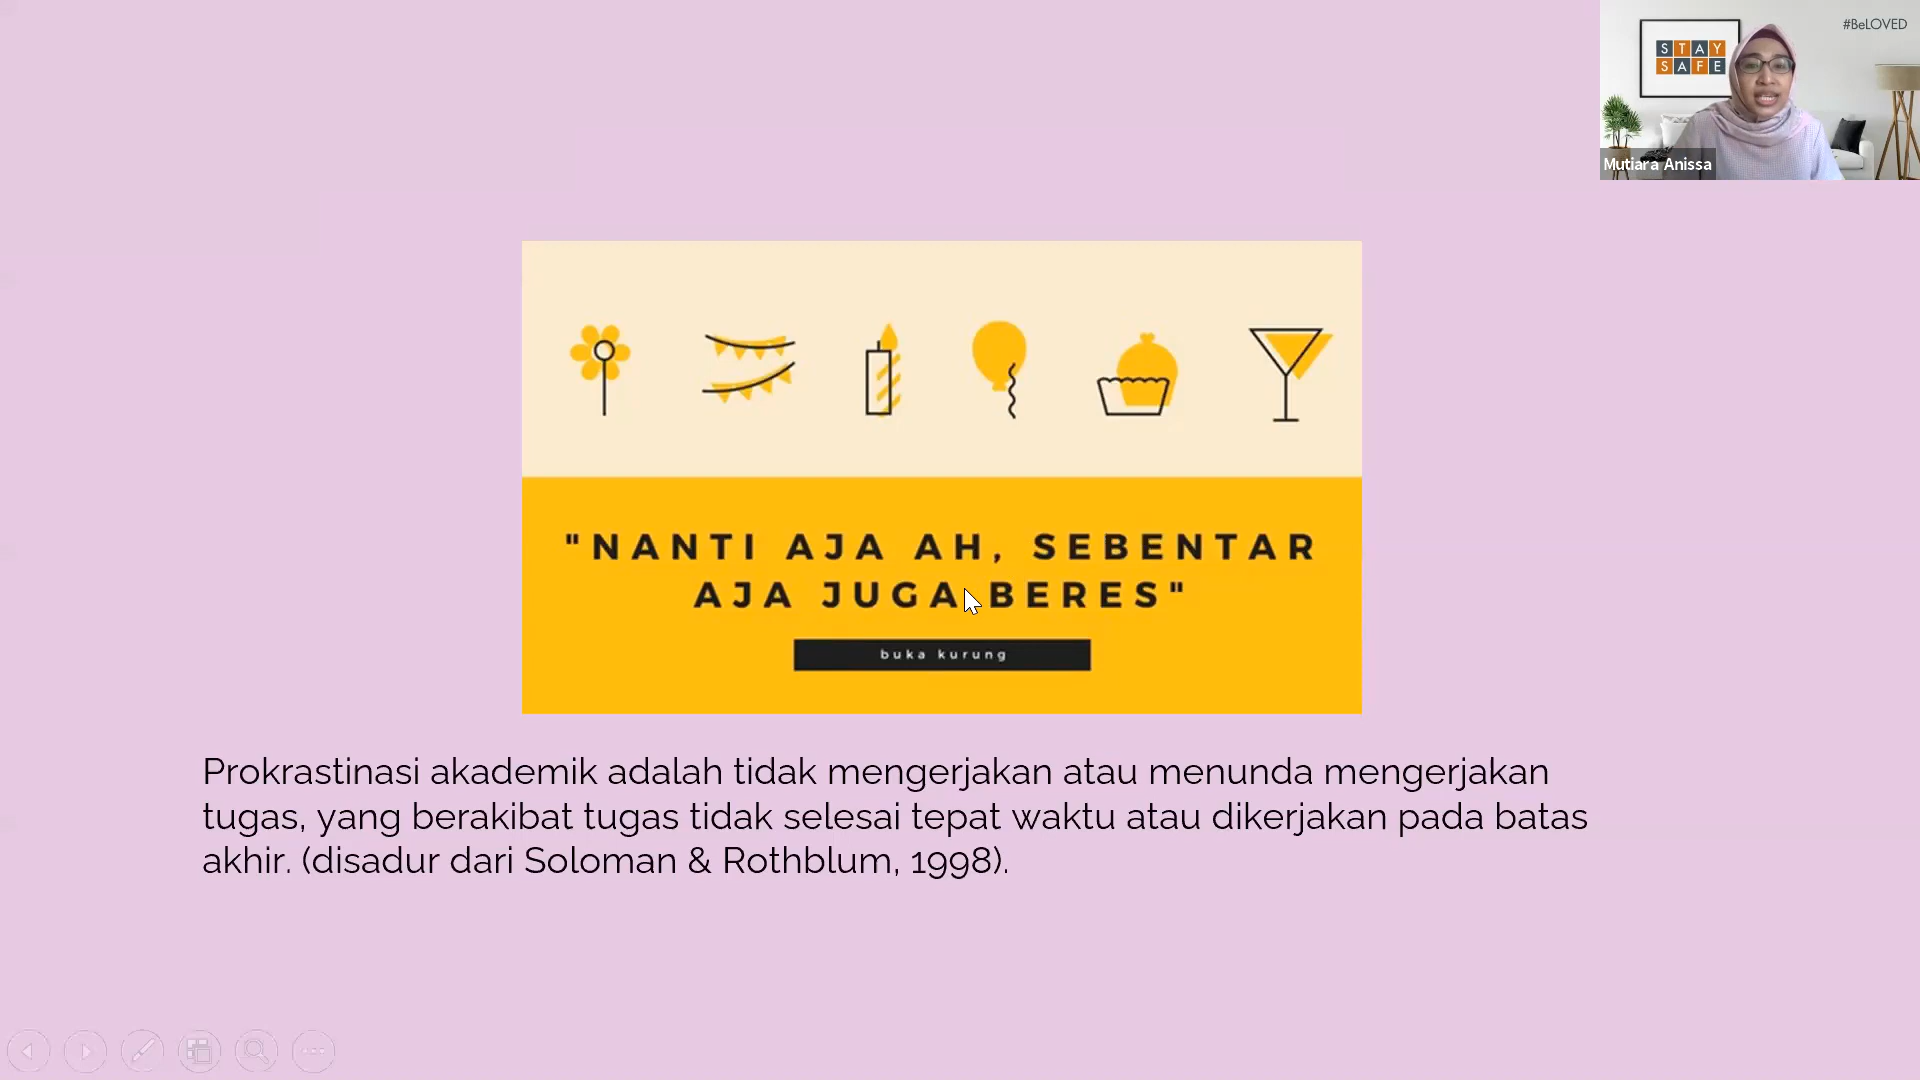 #BeLOVED
STAY
SAFE
Mutiara Anissa
"NANTI AJA AH, SEBENTAR
AJA JUGA BERES"
buka kurung
Prokrastinasi akademik adalah tidak mengerjakan atau menunda mengerjakan
tugas, yang berakibat tugas tidak selesai tepat waktu atau dikerjakan pada batas
akhir. (disadur dari Soloman & Rothblum, 1998).